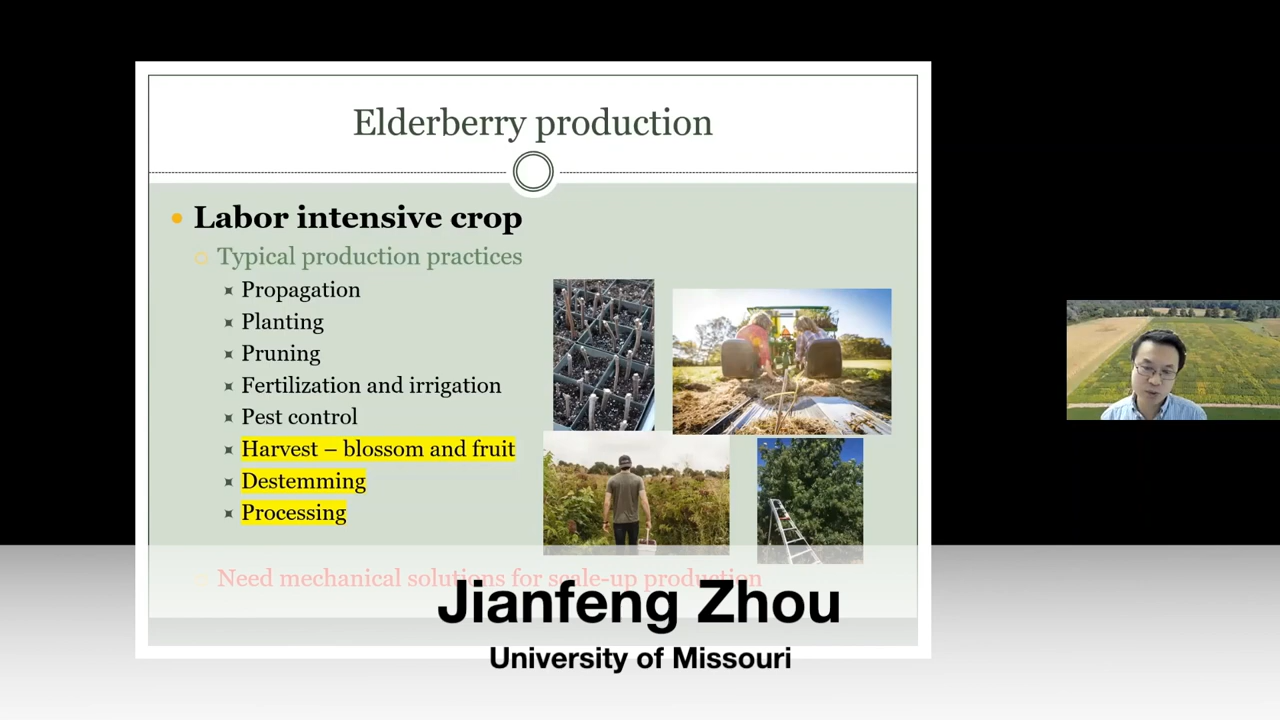 Elderberry production
Labor intensive crop
Typical production practices
Propagation
Planting
Pruning
Fertilization and irrigation
Pest control
Harvest – blossom and fruit
Destemming
Processing
Need mechanical solutions for scale-up production
Jianfeng Zhou
University of Missouri